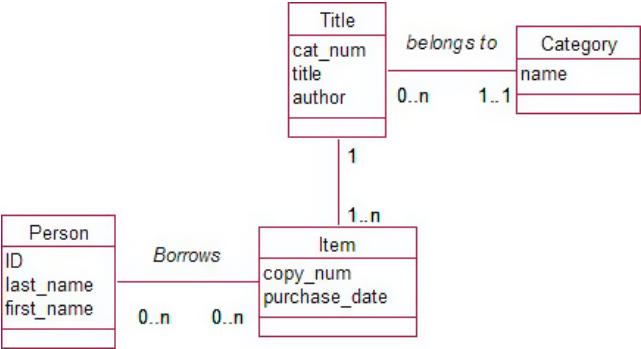 Title
cat_num
title
author
belongs to
0..n
1..1
Category
name
1
1..n
Person
ID
last_name
first_name
Borrows
0..n
0..n
Item
copy_num
purchase_date